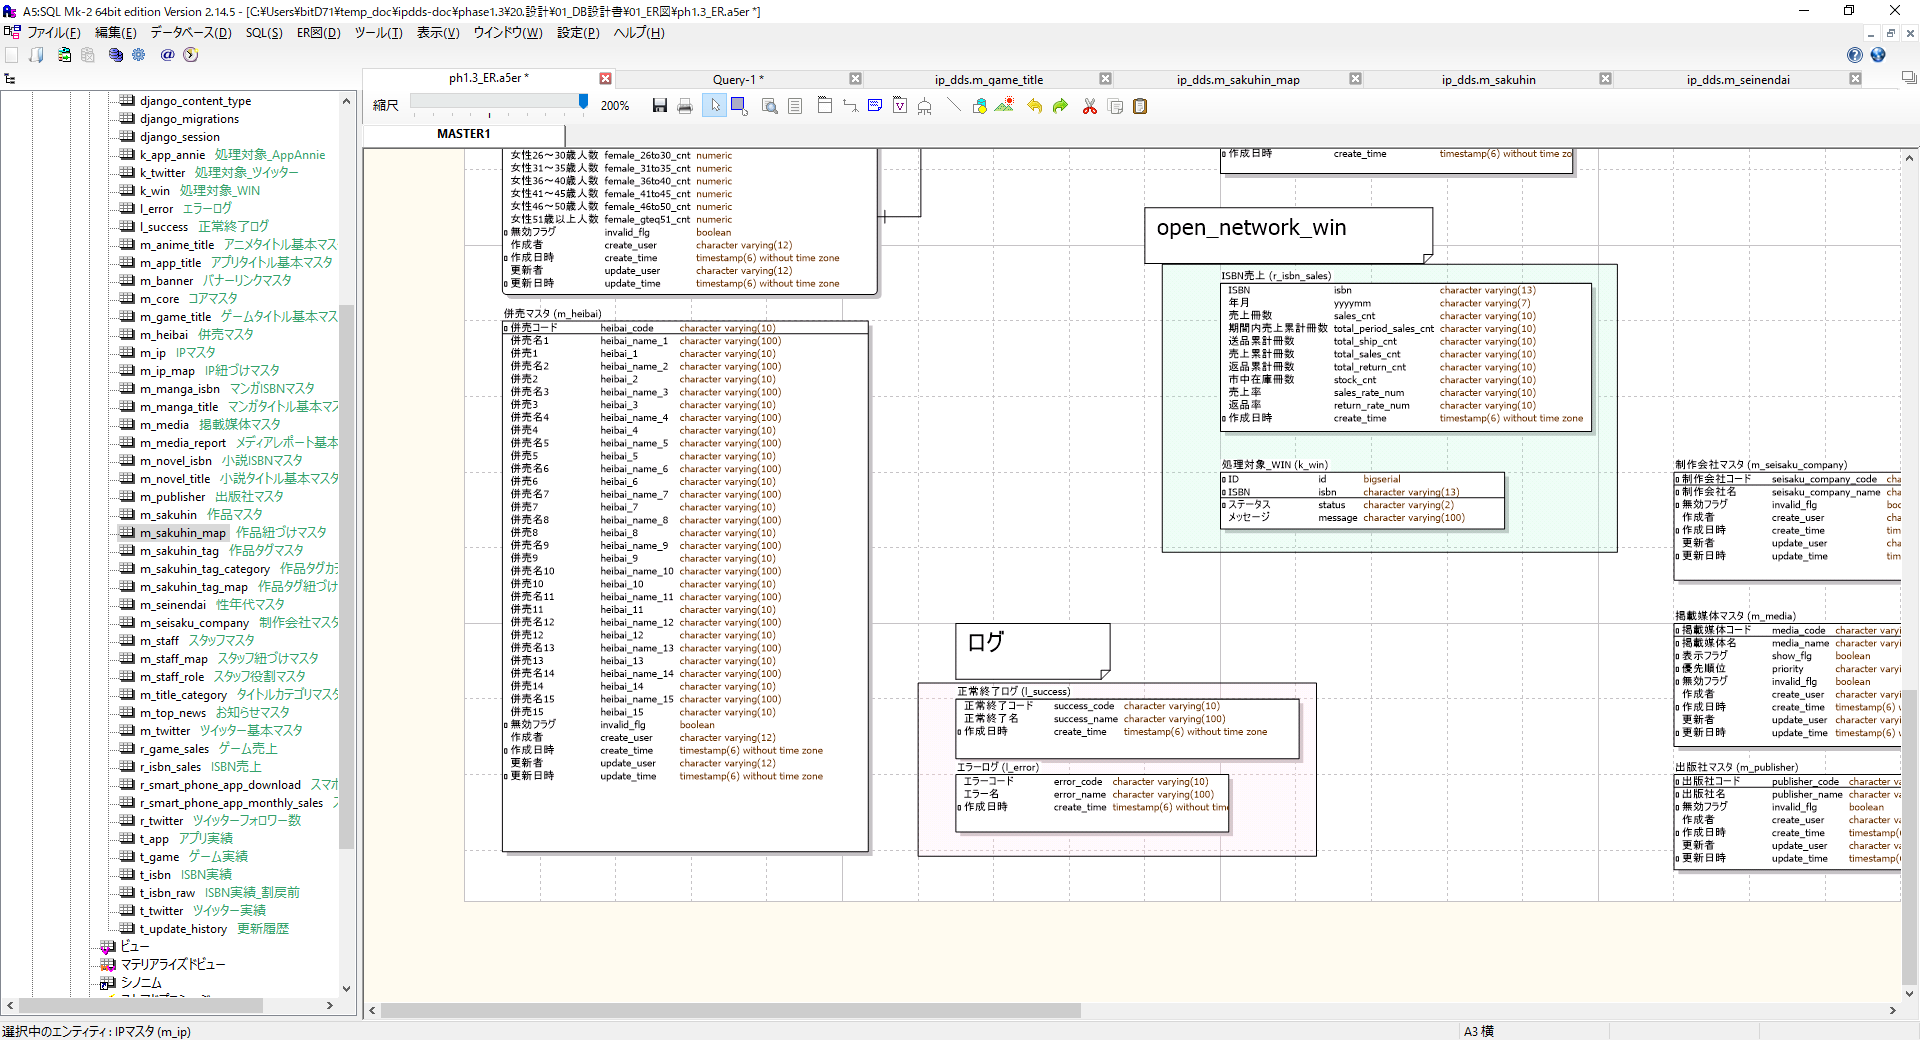 A5:SQL Mk-2 64bit edition Version 2.14.5 - [C:¥Users¥bitD71¥temp_doc¥ipdds-doc¥phase1.3¥20.設計¥01_DB設計書¥01_ER図¥ph1.3_ER.a5er *]
ファイル(F) 編集(E) データベース(D) SQL(S) ER図(D) ツール(T) 表示(V) ウインドウ(W) 設定(P) ヘルプ(H)
ph1.3_ER.a5er * Query-1 * ip_dds.m_game_title ip_dds.m_sakuhin_map ip_dds.m_sakuhin ip_dds.m_seinendai
縮尺 200%
MASTER1
django_content_type
django_migrations
django_session
k_app_annie 処理対象_AppAnnie
k_twitter 処理対象_ツイッター
k_win 処理対象_WIN
l_error エラーログ
l_success 正常終了ログ
m_anime_title アニメタイトル基本マス
m_app_title アプリタイトル基本マスタ
m_banner バナーリンクマスタ
m_core コアマスタ
m_game_title ゲームタイトル基本マス
m_heibai 併売マスタ
m_ip IPマスタ
m_ip_map IP紐づけマスタ
m_manga_isbn マンガISBNマスタ
m_manga_title マンガタイトル基本マス
m_media 掲載媒体マスタ
m_media_report メディアレポート基本
m_novel_isbn 小説ISBNマスタ
m_novel_title 小説タイトル基本マスタ
m_publisher 出版社マスタ
m_sakuhin 作品マスタ
m_sakuhin_map 作品紐づけマスタ
m_sakuhin_tag 作品タグマスタ
m_sakuhin_tag_category 作品タグカ
m_sakuhin_tag_map 作品タグ紐づけ
m_seinendai 性年代マスタ
m_seisaku_company 制作会社マスタ
m_staff スタッフマスタ
m_staff_map スタッフ紐づけマスタ
m_staff_role スタッフ役割マスタ
m_title_category タイトルカテゴリマスタ
m_top_news お知らせマスタ
m_twitter ツイッター基本マスタ
r_game_sales ゲーム売上
r_isbn_sales ISBN売上
r_smart_phone_app_download スマホ
r_smart_phone_app_monthly_sales
r_twitter ツイッターフォロワー数
t_app アプリ実績
t_game ゲーム実績
t_isbn ISBN実績
t_isbn_raw ISBN実績_割戻前
t_twitter ツイッター実績
t_update_history 更新履歴
ビュー
マテリアライズドビュー
シノニム
女性26～30歳人数 female_26to30_cnt numeric
女性31～35歳人数 female_31to35_cnt numeric
女性36～40歳人数 female_36to40_cnt numeric
女性41～45歳人数 female_41to45_cnt numeric
女性46～50歳人数 female_46to50_cnt numeric
女性51歳以上人数 female_gteq51_cnt numeric
無効フラグ invalid_flg boolean
作成者 create_user character varying(12)
作成日時 create_time timestamp(6) without time zone
更新者 update_user character varying(12)
更新日時 update_time timestamp(6) without time zone
併売マスタ (m_heibai)
併売コード heibai_code character varying(10)
併売名1 heibai_name_1 character varying(100)
併売1 heibai_1 character varying(10)
併売名2 heibai_name_2 character varying(100)
併売2 heibai_2 character varying(10)
併売名3 heibai_name_3 character varying(100)
併売3 heibai_3 character varying(10)
併売名4 heibai_name_4 character varying(100)
併売4 heibai_4 character varying(10)
併売名5 heibai_name_5 character varying(100)
併売5 heibai_5 character varying(10)
併売名6 heibai_name_6 character varying(100)
併売6 heibai_6 character varying(10)
併売名7 heibai_name_7 character varying(100)
併売7 heibai_7 character varying(10)
併売名8 heibai_name_8 character varying(100)
併売8 heibai_8 character varying(10)
併売名9 heibai_name_9 character varying(100)
併売9 heibai_9 character varying(10)
併売名10 heibai_name_10 character varying(100)
併売10 heibai_10 character varying(10)
併売名11 heibai_name_11 character varying(100)
併売11 heibai_11 character varying(10)
併売名12 heibai_name_12 character varying(100)
併売12 heibai_12 character varying(10)
併売名13 heibai_name_13 character varying(100)
併売13 heibai_13 character varying(10)
併売名14 heibai_name_14 character varying(100)
併売14 heibai_14 character varying(10)
併売名15 heibai_name_15 character varying(100)
併売15 heibai_15 character varying(10)
無効フラグ invalid_flg boolean
作成者 create_user character varying(12)
作成日時 create_time timestamp(6) without time zone
更新者 update_user character varying(12)
更新日時 update_time timestamp(6) without time zone
作成日時 create_time timestamp(6) without time zo
open_network_win
ISBN売上 (r_isbn_sales)
ISBN isbn character varying(13)
年月 yyyymm character varying(7)
売上冊数 sales_cnt character varying(10)
期間内売上累計冊数 total_period_sales_cnt character varying(10)
送品累計冊数 total_ship_cnt character varying(10)
売上累計冊数 total_sales_cnt character varying(10)
返品累計冊数 total_return_cnt character varying(10)
市中在庫冊数 stock_cnt character varying(10)
売上率 sales_rate_num character varying(10)
返品率 return_rate_num character varying(10)
作成日時 create_time timestamp(6) without time zone
処理対象_WIN (k_win)
ID id bigserial
ISBN isbn character varying(13)
ステータス status character varying(2)
メッセージ message character varying(100)
ログ
正常終了ログ (l_success)
正常終了コード success_code character varying(10)
正常終了名 success_name character varying(100)
作成日時 create_time timestamp(6) without time zone
エラーログ (l_error)
エラーコード error_code character varying(10)
エラー名 error_name character varying(100)
作成日時 create_time timestamp(6) without tim
制作会社マスタ (m_seisaku_company)
制作会社コード seisaku_company_code cha
制作会社名 seisaku_company_name cha
無効フラグ invalid_flg boo
作成者 create_user cha
作成日時 create_time tim
更新者 update_user cha
更新日時 update_time tim
掲載媒体マスタ (m_media)
掲載媒体コード media_code character varyi
掲載媒体名 media_name character varyi
表示フラグ show_flg boolean
優先順位 priority character varyi
無効フラグ invalid_flg boolean
作成者 create_user character varyi
作成日時 create_time timestamp(6)
更新者 update_user character varyi
更新日時 update_time timestamp(6)
出版社マスタ (m_publisher)
出版社コード publisher_code character va
出版社名 publisher_name character va
無効フラグ invalid_flg boolean
作成者 create_user character va
作成日時 create_time timestamp(
更新者 update_user character va
更新日時 update_time timestamp(
選択中のエンティティ : IPマスタ (m_ip)
A3 横